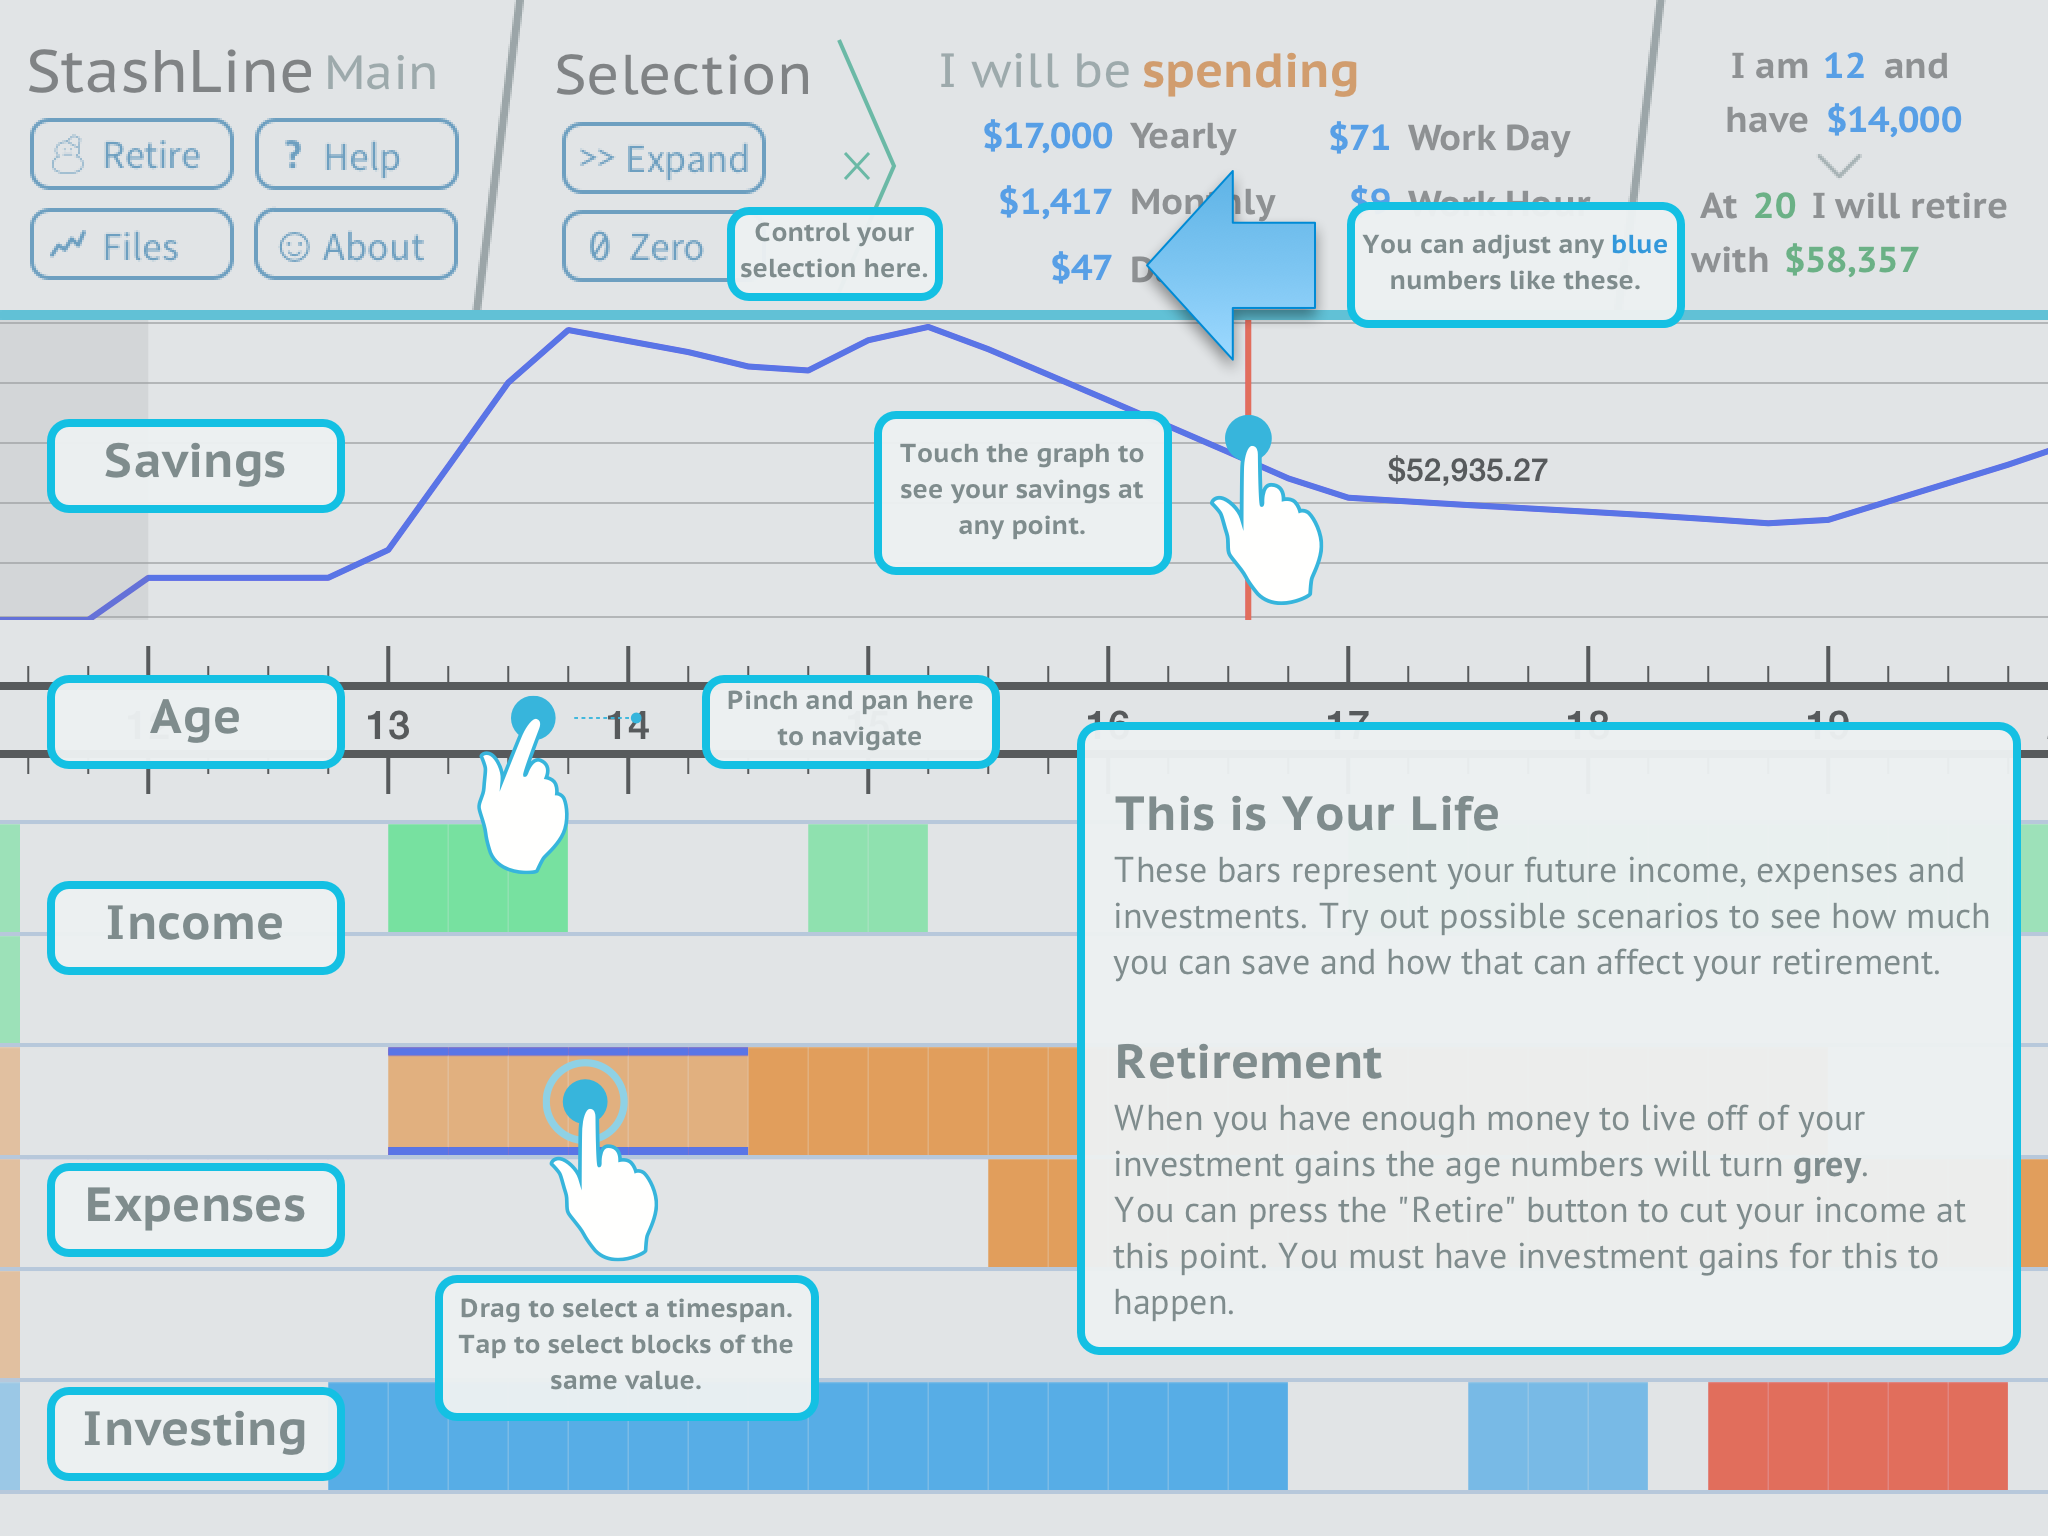 StashLine Main
Retire
? Help
Files
About
Selection
>> Expand
0 Zero
Control your
selection here.
I will be spending
$17,000 Yearly
$1,417 Monthly
$47
$71 Work Day
$9 Work Hour
You can adjust any blue
numbers like these.
I am 12 and
have $14,000
At 20 I will retire
with $58,357
Savings
Touch the graph to
see your savings at
any point.
$52,935.27
Age
13
14
Pinch and pan here
to navigate
16
17
18
19
Income
Expenses
Drag to select a timespan.
Tap to select blocks of the
same value.
Investing
This is Your Life
These bars represent your future income, expenses and
investments. Try out possible scenarios to see how much
you can save and how that can affect your retirement.
Retirement
When you have enough money to live off of your
investment gains the age numbers will turn grey.
You can press the "Retire" button to cut your income at
this point. You must have investment gains for this to
happen.